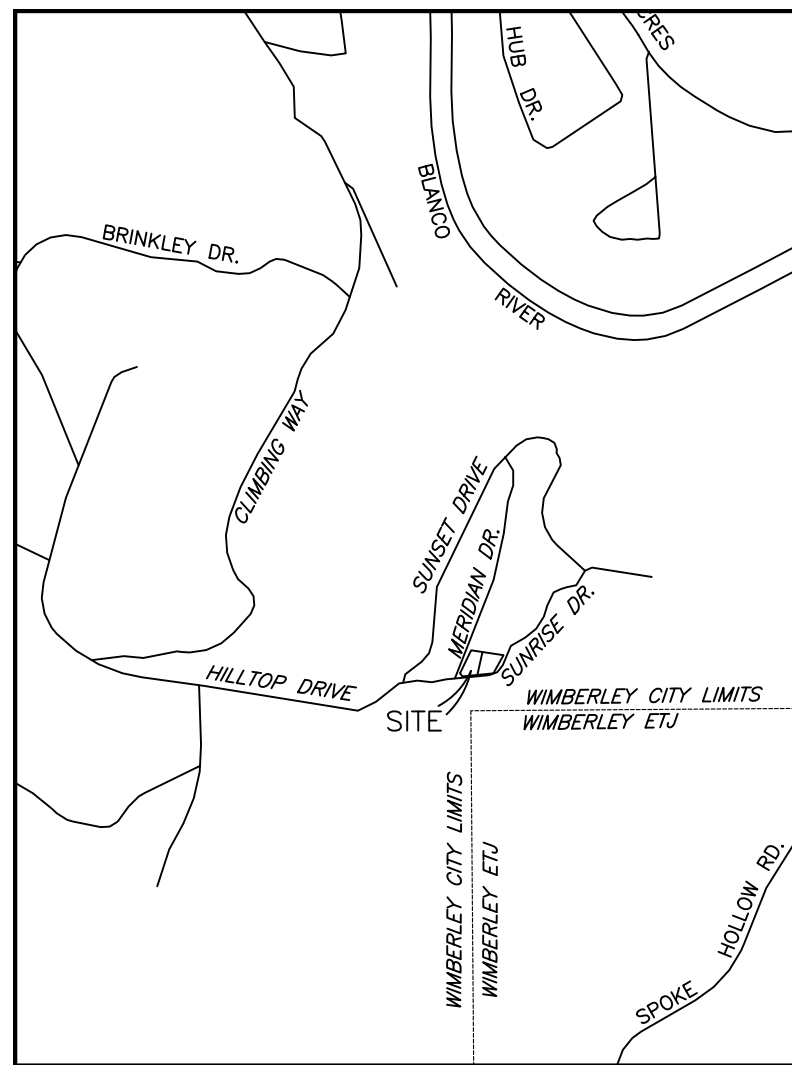 CRES
HUB DR.
BLANCO
RIVER
BRINKLEY DR.
CLIMBING WAY
SUNSET DRIVE
MERIDIAN DR.
SUNRISE DR.
HILLTOP DRIVE
SITE
WIMBERLEY CITY LIMITS
WIMBERLEY ETJ
WIMBERLEY CITY LIMITS
WIMBERLEY ETJ
SPOKE
HOLLOW RD.